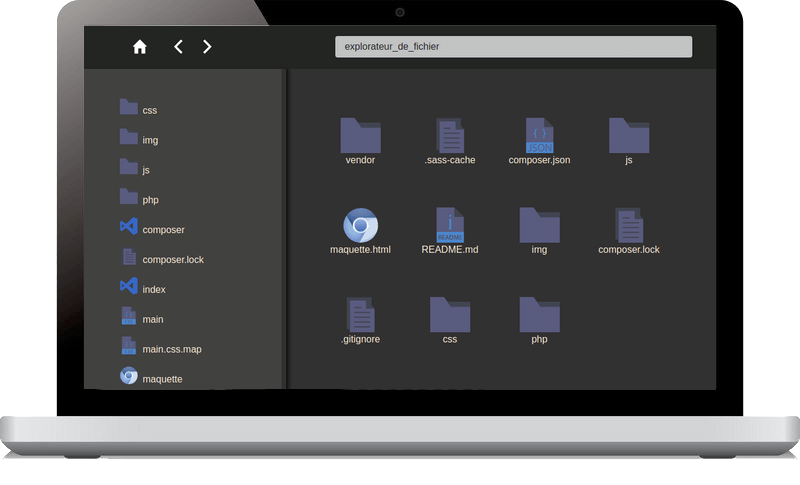 explorateur_de_fichier
css
img
js
php
composer
composer.lock
index
main
main.css.map
maquette
vendor
.sass-cache
{ }
JSON
composer.json
js
maquette.html
i
README
README.md
img
composer.lock
.gitignore
css
php